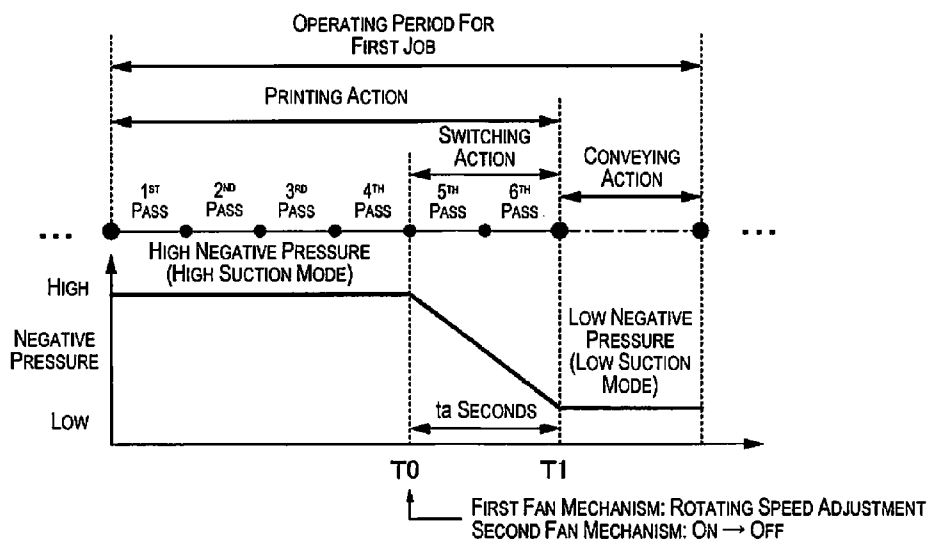 OPERATING PERIOD FOR
FIRST JOB
PRINTING ACTION
SWITCHING
ACTION
CONVEYING
ACTION
1ST
PASS
2ND
PASS
3RD
PASS
4TH
PASS
5TH
PASS
6TH
PASS
HIGH NEGATIVE PRESSURE
(HIGH SUCTION MODE)
HIGH
NEGATIVE
PRESSURE
LOW
LOW NEGATIVE
PRESSURE
(LOW SUCTION
MODE)
ta SECONDS
T0
T1
FIRST FAN MECHANISM: ROTATING SPEED ADJUSTMENT
SECOND FAN MECHANISM: ON → OFF